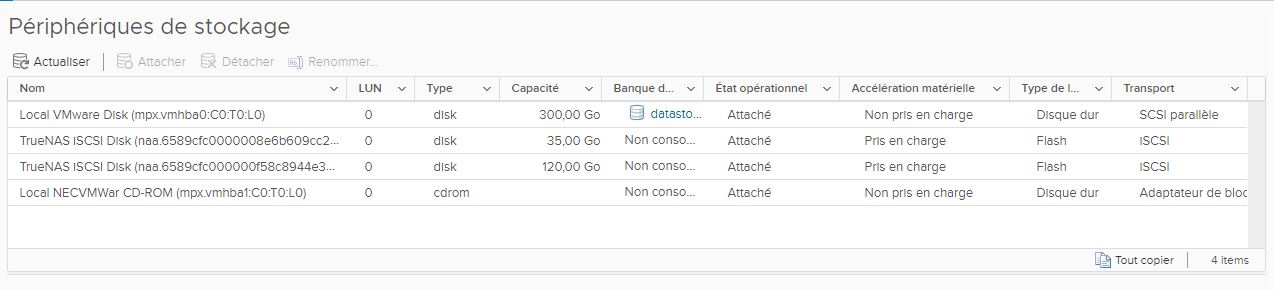 Périphériques de stockage
Actualiser Attacher Détacher Renommer...
Nom LUN Type Capacité Banque d... État opérationnel Accélération matérielle Type de l... Transport
Local VMware Disk (mpx.vmhba0:C0:T0:L0) 0 disk 300,00 Go datasto... Attaché Non pris en charge Disque dur SCSI parallèle
TrueNAS iSCSI Disk (naa.6589cfc0000008e6b609cc2... 0 disk 35,00 Go Non conso... Attaché Pris en charge Flash iSCSI
TrueNAS iSCSI Disk (naa.6589cfc000000f58c8944e3... 0 disk 120,00 Go Non conso... Attaché Pris en charge Flash iSCSI
Local NECVMWar CD-ROM (mpx.vmhba1:C0:T0:L0) 0 cdrom Non conso... Attaché Non pris en charge Disque dur Adaptateur de bloc
Tout copier 4 items